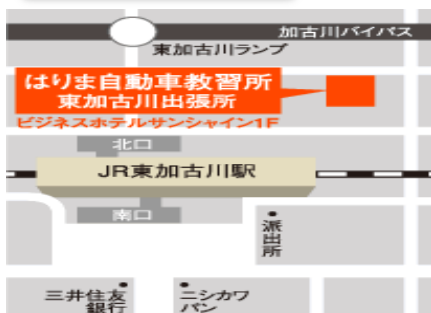 加古川バイパス
東加古川ランプ
はりま自動車教習所
東加古川出張所
ビジネスホテルサンシャイン1F
北口
JR東加古川駅
南口
派出所
三井住友
銀行
ニシカワ
パン